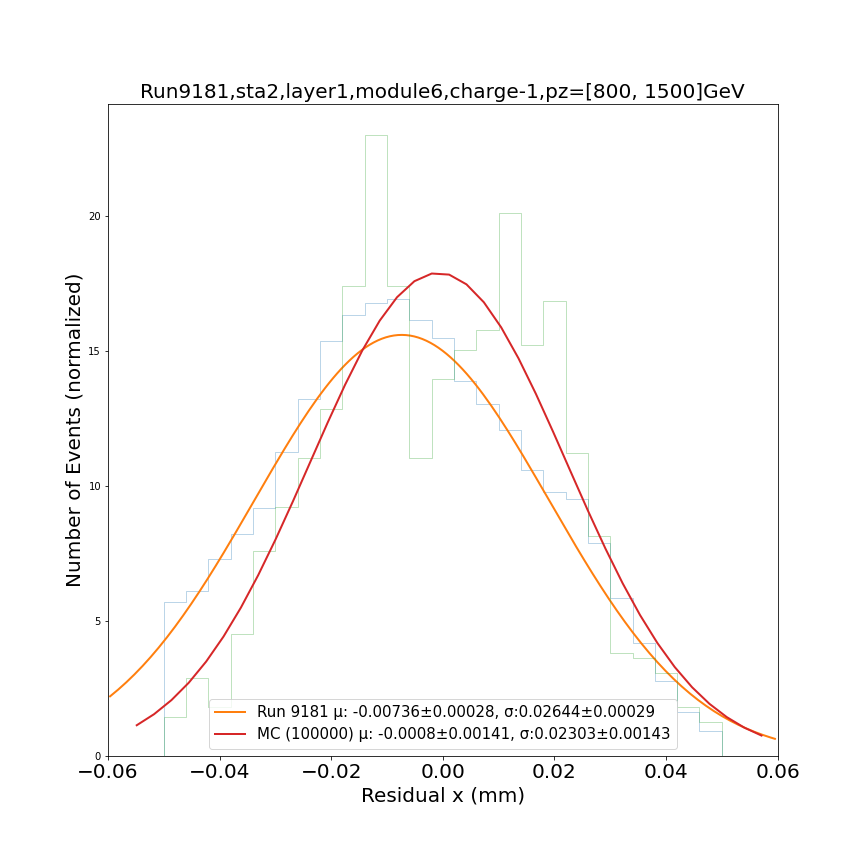 Run9181,sta2,layer1,module6,charge-1,pz=[800, 1500]GeV
Number of Events (normalized)
20
15
10
5
0
Run 9181 μ: -0.00736±0.00028, σ:0.02644±0.00029
MC (100000) μ: -0.0008±0.00141, σ:0.02303±0.00143
−0.06 −0.04 −0.02 0.00 0.02 0.04 0.06
Residual x (mm)